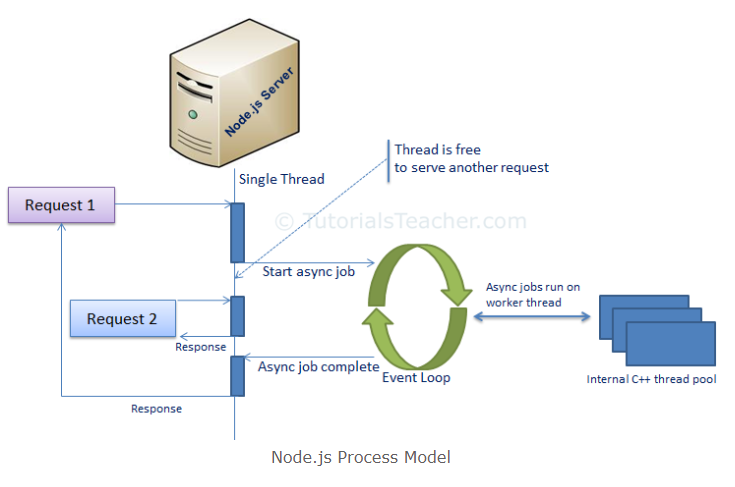 Node.js Server
Single Thread
Thread is free
to serve another request
Request 1
© TutorialsTeacher.com
Start async job
Async jobs run on
worker thread
Request 2
Response
Async job complete
Event Loop
Internal C++ thread pool
Response
Node.js Process Model